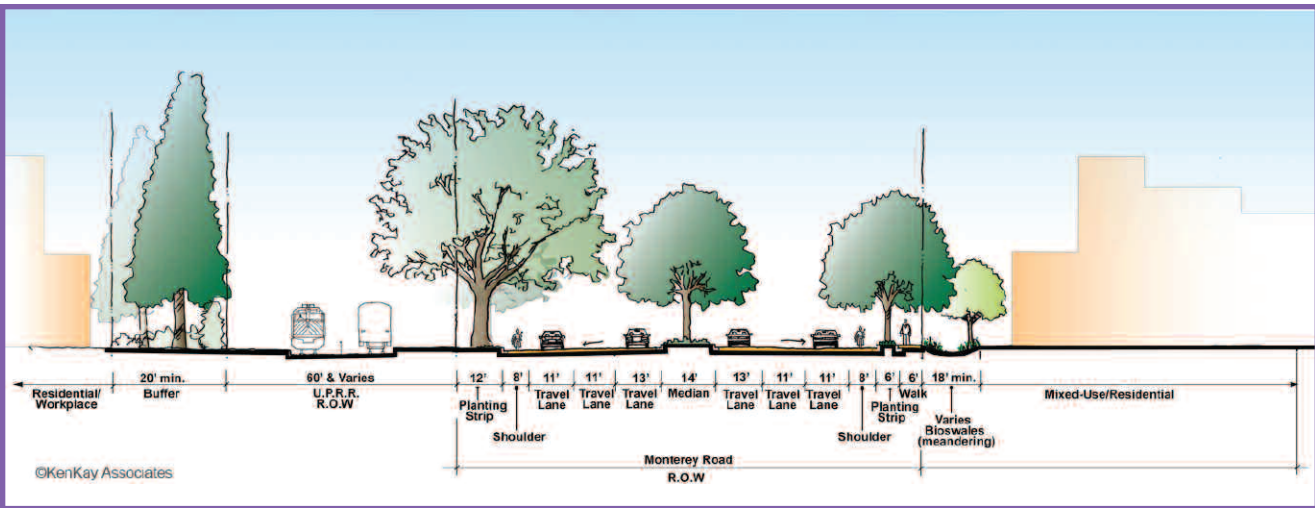 20' min.
60' & Varies
12'
8'
11'
11'
13'
14'
13'
11'
11'
8'
6'
6'
18' min.
Residential/
Workplace
Buffer
U.P.R.R.
R.O.W
Planting
Strip
Shoulder
Travel
Lane
Travel
Lane
Travel
Lane
Median
Travel
Lane
Travel
Lane
Travel
Lane
Shoulder
Planting
Strip
Walk
Varies
Bioswales
(meandering)
Mixed-Use/Residential
Monterey Road
R.O.W
©KenKay Associates